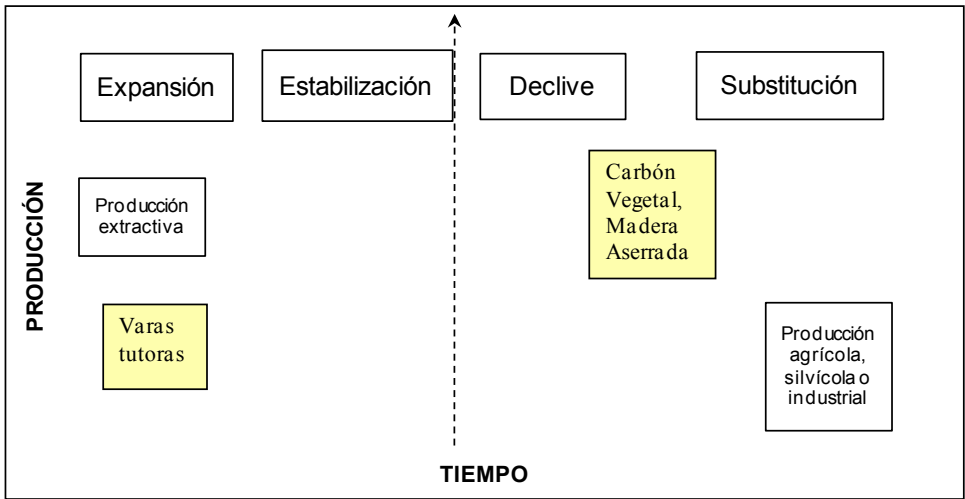 Expansión
Estabilización
Declive
Substitución
Carbón
Vegetal,
Madera
Aserrada
Producción
extractiva
PRODUCCIÓN
Varas
tutoras
Producción
agrícola,
silvícola o
industrial
TIEMPO